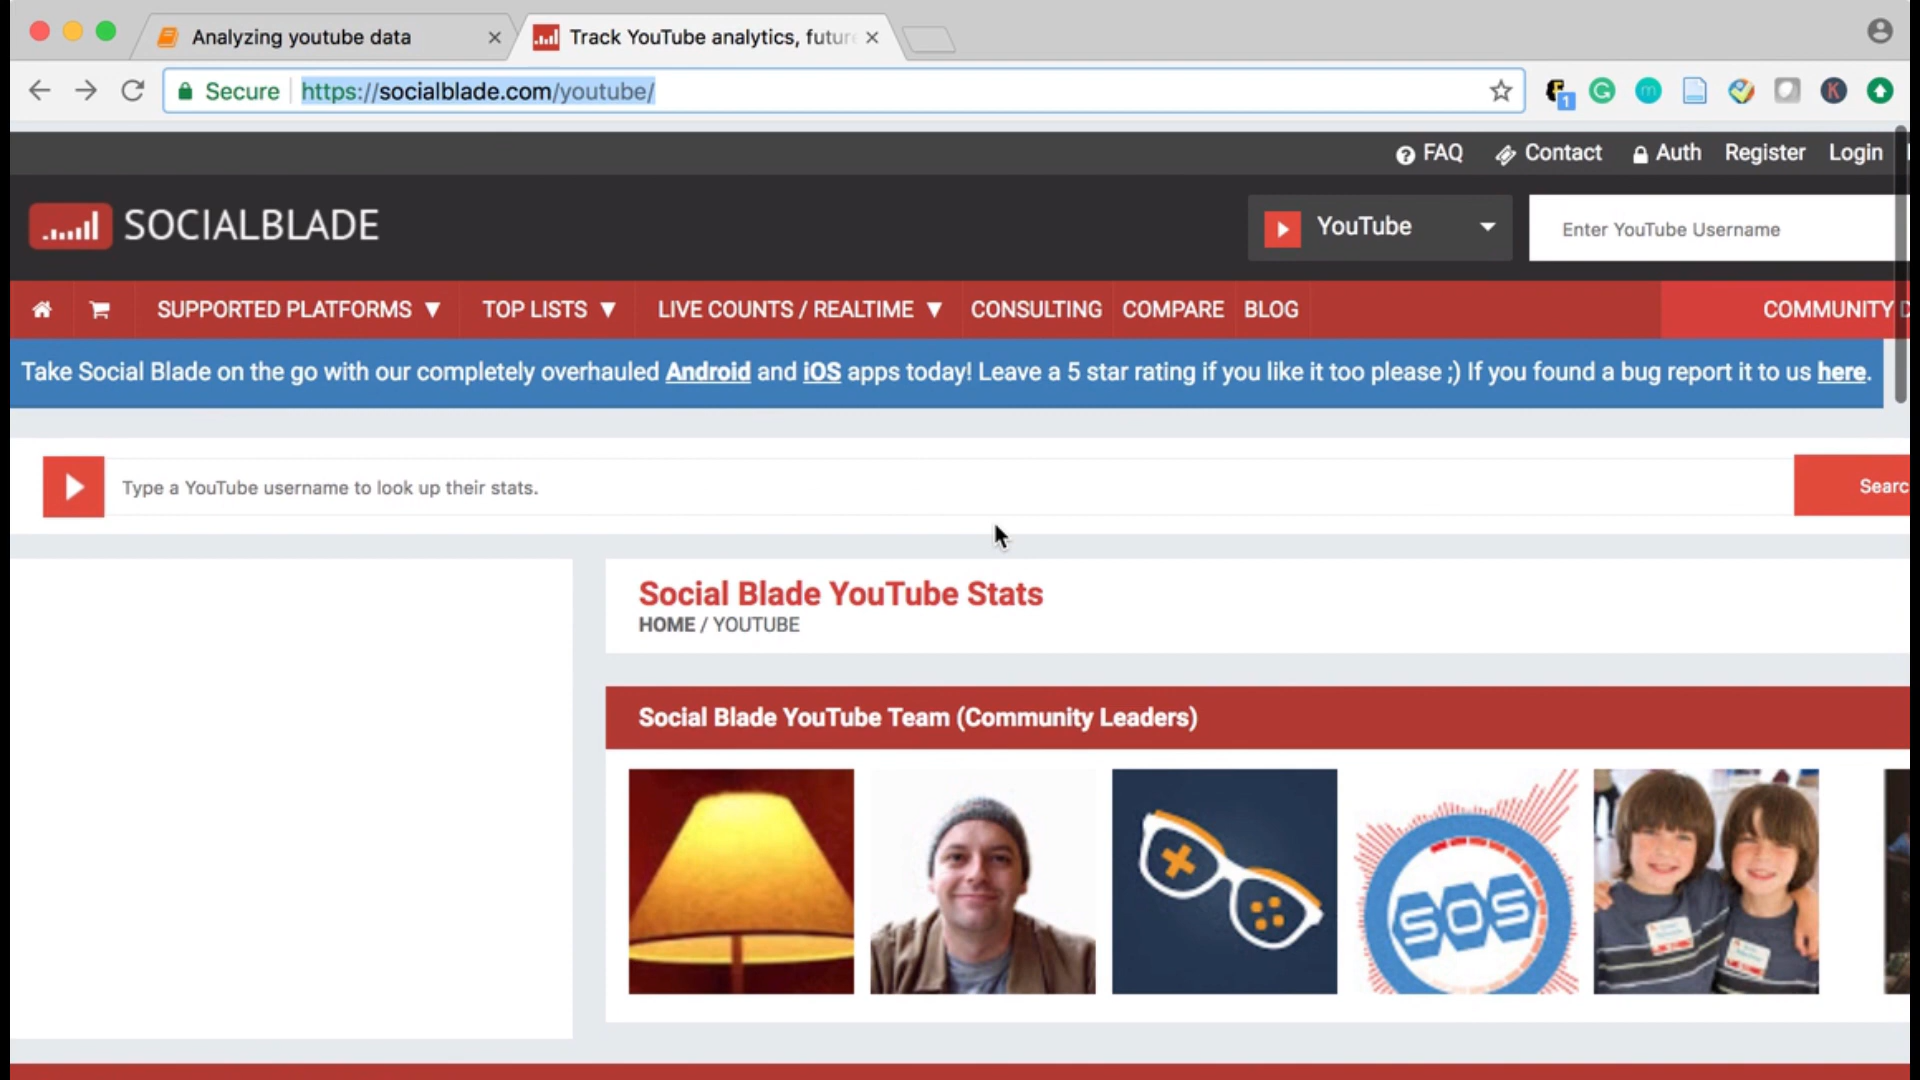 Analyzing youtube data
Track YouTube analytics, futur
Secure https://socialblade.com/youtube/
1
FAQ Contact Auth Register Login
SOCIALBLADE
YouTube
Enter YouTube Username
SUPPORTED PLATFORMS ▼ TOP LISTS ▼ LIVE COUNTS / REALTIME ▼ CONSULTING COMPARE BLOG COMMUNITY D
Take Social Blade on the go with our completely overhauled Android and iOS apps today! Leave a 5 star rating if you like it too please ;) If you found a bug report it to us here.
Type a YouTube username to look up their stats.
Searc
Social Blade YouTube Stats
HOME / YOUTUBE
Social Blade YouTube Team (Community Leaders)
SOS